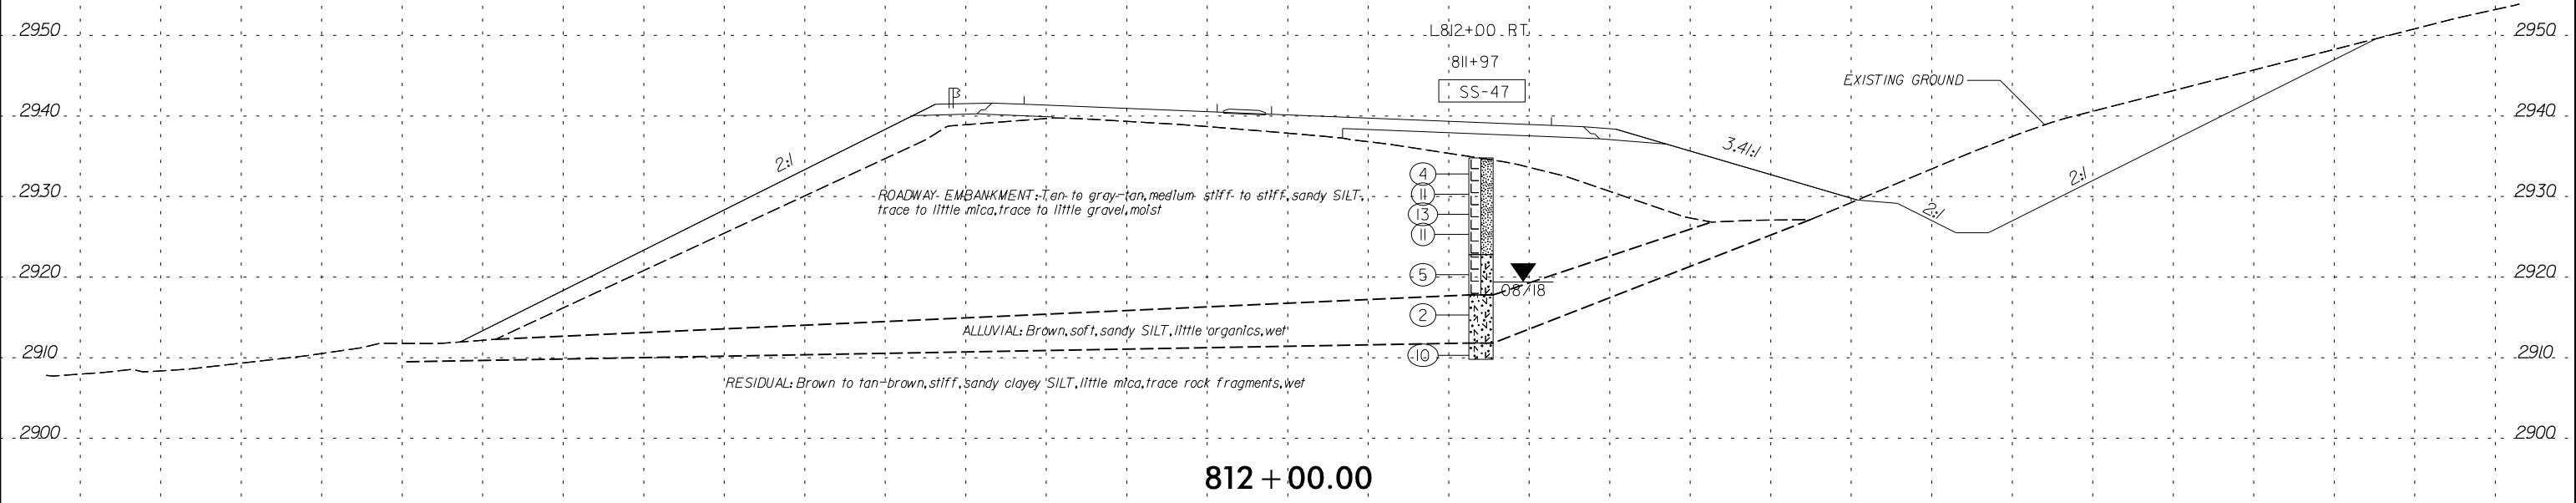 2950 L812+00 RT 2950
811+97
SS-47
EXISTING GROUND
2940 2940
2:1 3.41:1
4
2930 ROADWAY EMBANKMENT: Tan to gray-tan, medium stiff to stiff, sandy SILT, 11 2:1 2930
trace to little mica, trace to little gravel, moist 13 2:1
11
2920 5 2920
08/18
2
ALLUVIAL: Brown, soft, sandy SILT, little organics, wet
2910 10 2910
RESIDUAL: Brown to tan-brown, stiff, sandy clayey SILT, little mica, trace rock fragments, wet
2900 2900
812+00.00